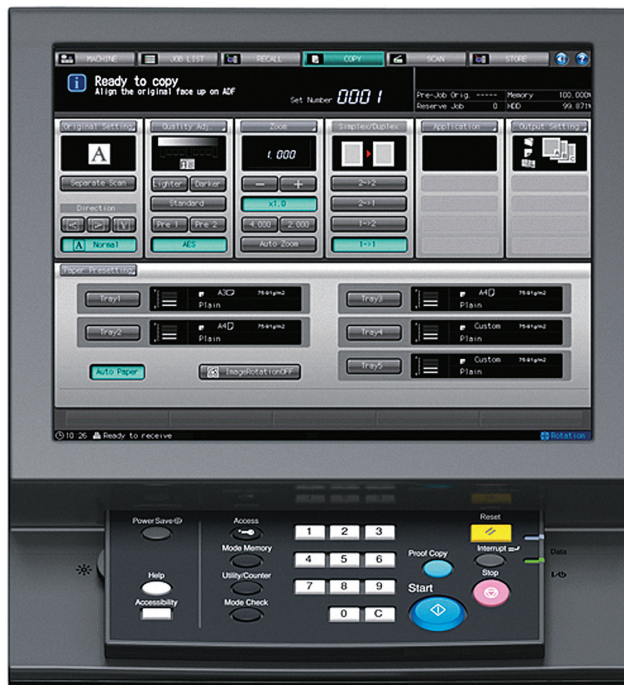 MACHINE JOB LIST RECALL COPY SCAN STORE
Ready to copy
Align the original face up on ADF
Set Number 0001
Pre-Job Orig. ----- Memory 100.000%
Reserve Job 0 HDD 99.871%
Original Setting Quality Adj. Zoom Simplex/Duplex Application Output Setting
A 1.000
Separate Scan Lighter Darker − + 2→2
Direction Standard x1.0 2→1
Pre 1 Pre 2 4.000 2.000 1→2
A Normal AES Auto Zoom 1→1
Paper Presetting
Tray1 A3 Plain Tray3 A4 Plain
Tray2 A4 Plain Tray4 Custom Plain
Tray5 Custom Plain
Auto Paper ImageRotationOFF
10:26 Ready to receive Rotation
Power Save Access Reset
1 2 3
Mode Memory Interrupt Data
4 5 6 Proof Copy
Help Utility/Counter Stop
7 8 9 Start
Accessibility Mode Check
0 C